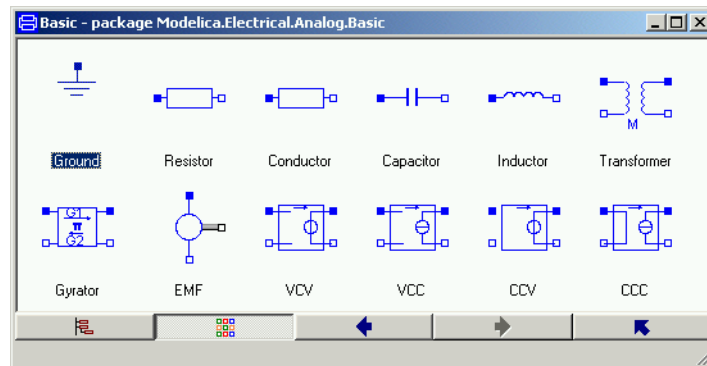 Basic - package Modelica.Electrical.Analog.Basic
M
Ground Resistor Conductor Capacitor Inductor Transformer
G1
π
G2
Gyrator EMF VCV VCC CCV CCC